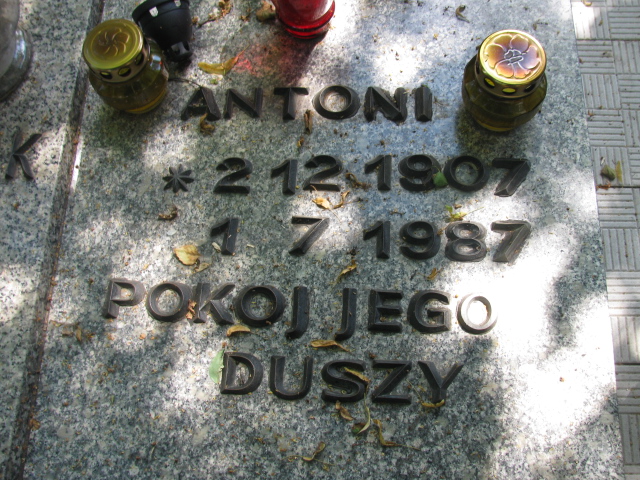 K
ANTONI
* 2 12 1907
1 7 1987
POKOJ JEGO
DUSZY